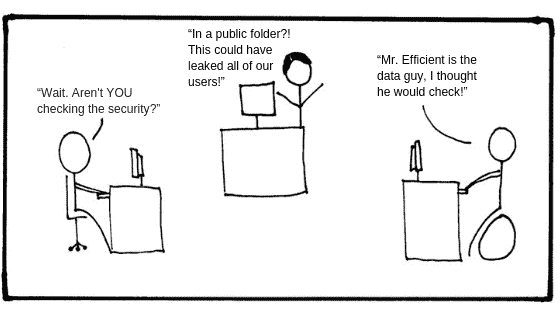 “Wait. Aren’t YOU
checking the security?”
“In a public folder?!
This could have
leaked all of our
users!”
“Mr. Efficient is the
data guy, I thought
he would check!”